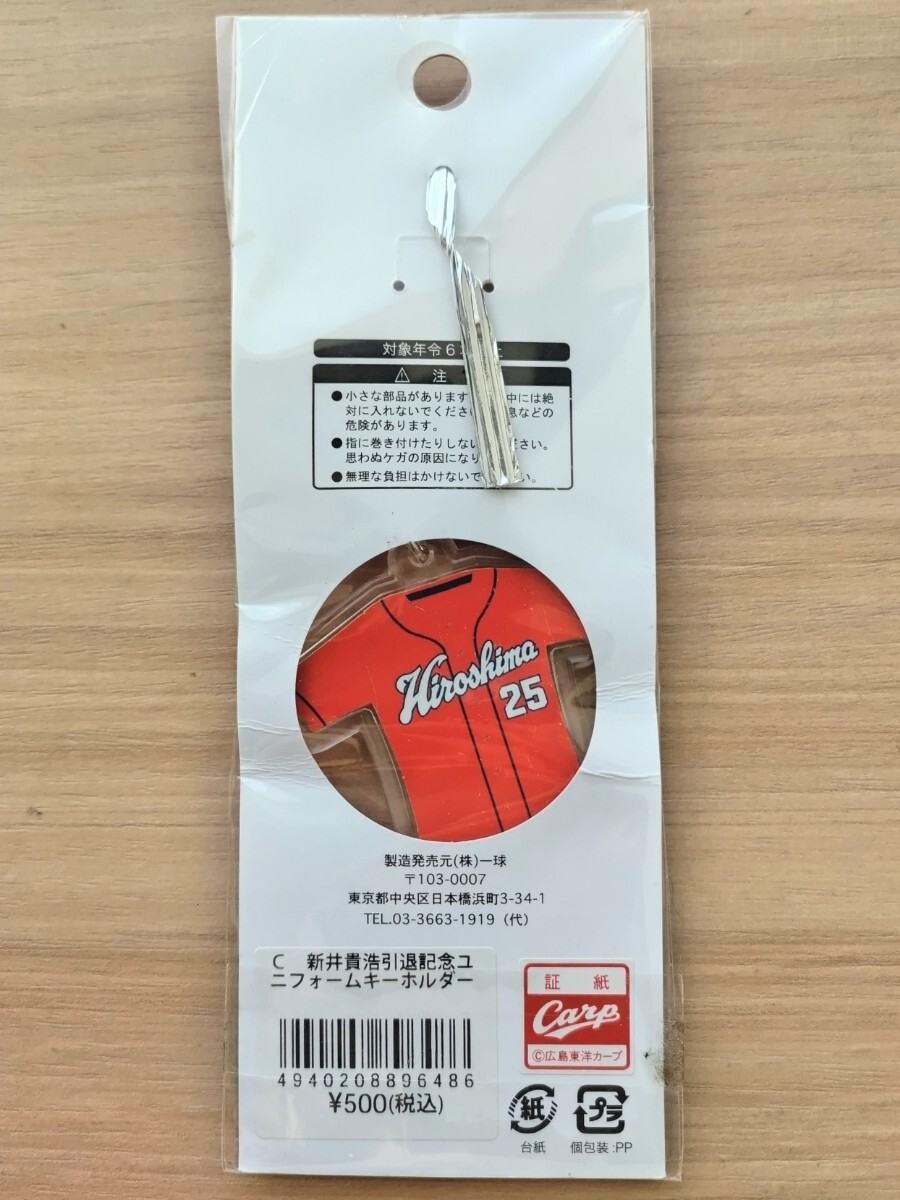 対象年令6
⚠ 注
●小さな部品があります 中には絶
対に入れないでくださ 息などの
危険があります。
●指に巻き付けたりしない ださい。
思わぬケガの原因になり
●無理な負担はかけないで い。
Hiroshima
25
製造発売元(株)一球
〒103-0007
東京都中央区日本橋浜町3-34-1
TEL.03-3663-1919（代）
C 新井貴浩引退記念ユ
ニフォームキーホルダー
4940208896486
¥500(税込)
証紙
Carp
©広島東洋カープ
紙
プラ
台紙
個包装:PP